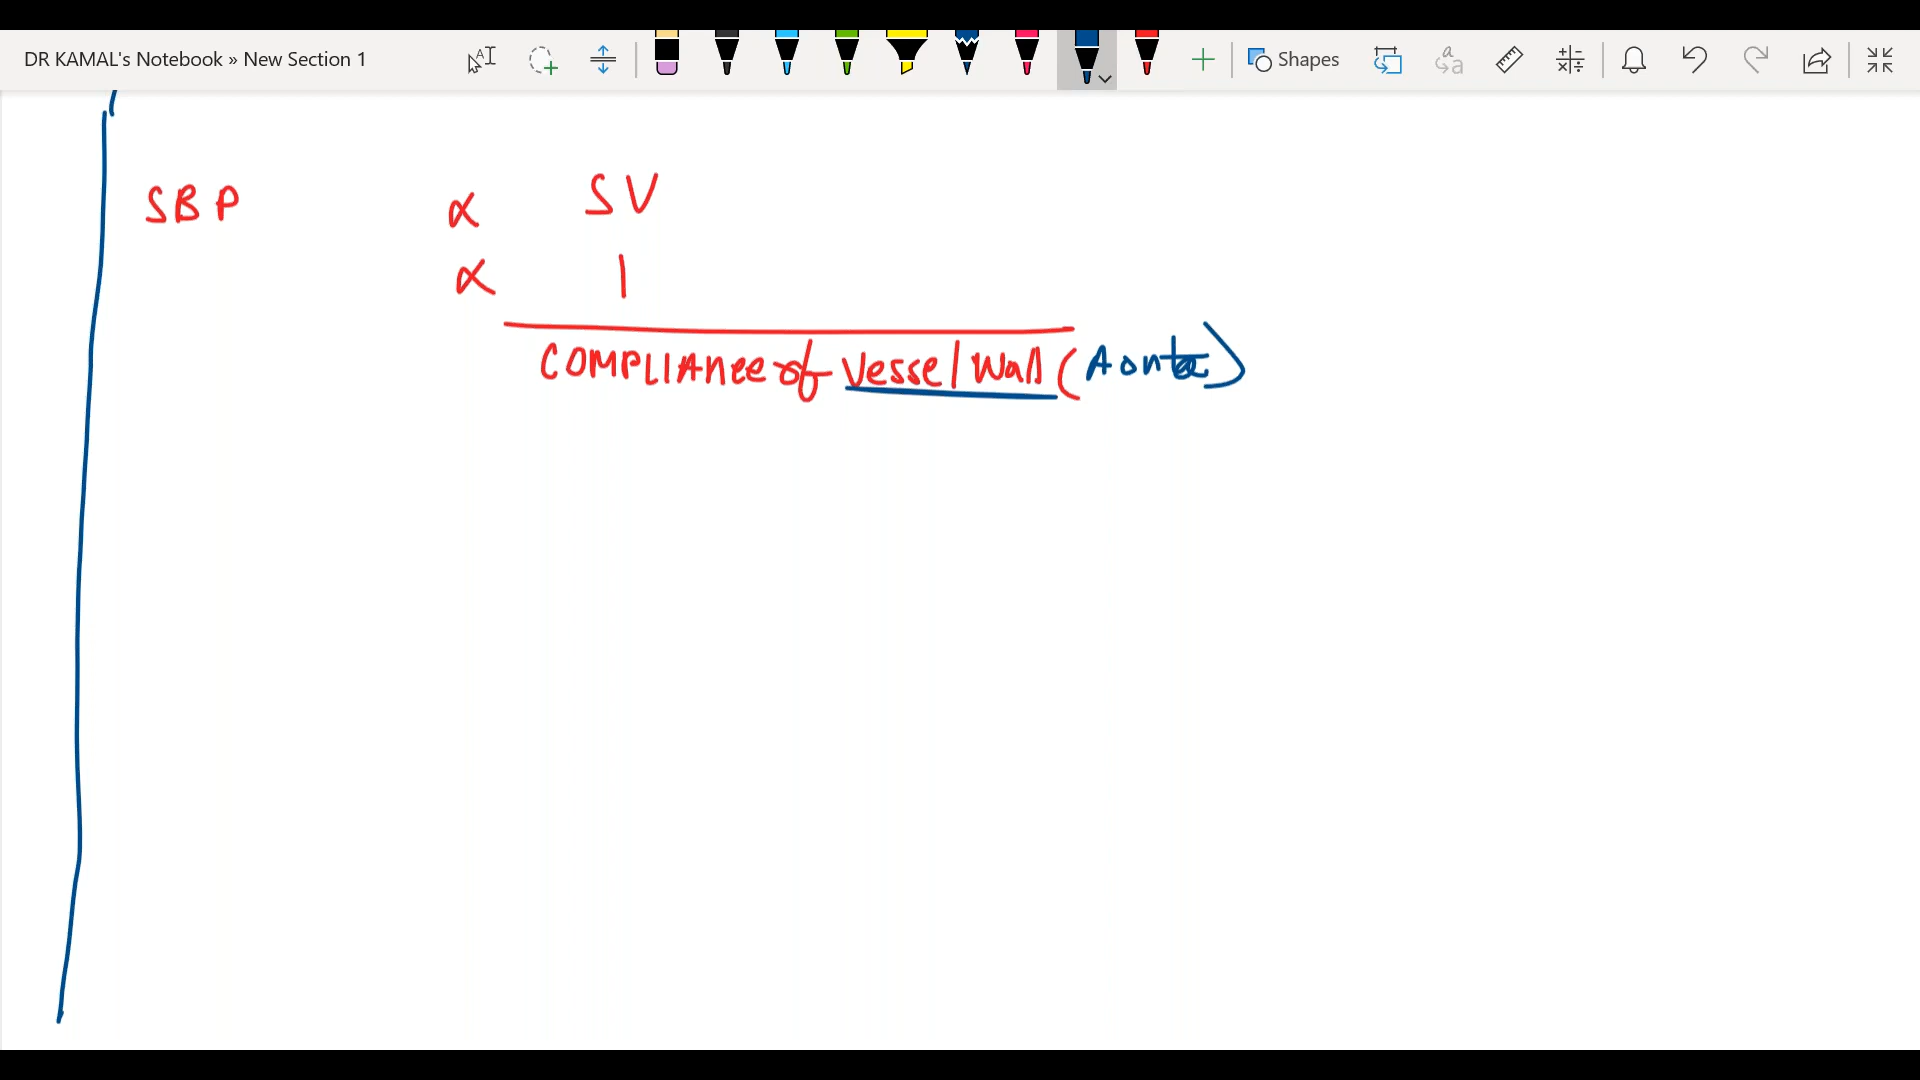 DR KAMAL's Notebook » New Section 1
Shapes
SBP α SV
α 1
COMPLIAnce of Vessel Wall (Aorta)